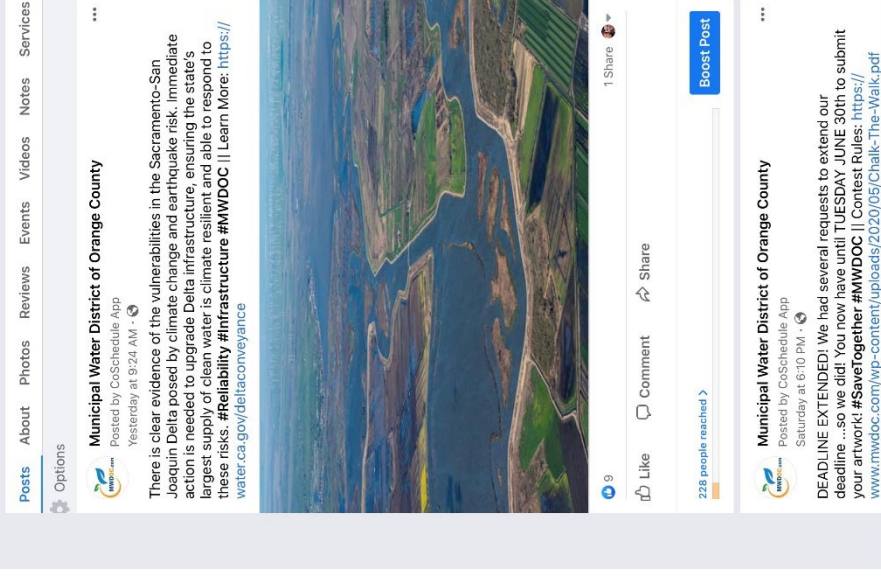 Posts About Photos Reviews Events Videos Notes Services
Options
Municipal Water District of Orange County
Posted by CoSchedule App
Yesterday at 9:24 AM ·
There is clear evidence of the vulnerabilities in the Sacramento-San
Joaquin Delta posed by climate change and earthquake risk. Immediate
action is needed to upgrade Delta infrastructure, ensuring the state's
largest supply of clean water is climate resilient and able to respond to
these risks. #Reliability #Infrastructure #MWDOC || Learn More: https://
water.ca.gov/deltaconveyance
9 1 Share
Like Comment Share
228 people reached >
Boost Post
Municipal Water District of Orange County
Posted by CoSchedule App
Saturday at 6:10 PM ·
DEADLINE EXTENDED! We had several requests to extend our
deadline ...so we did! You now have until TUESDAY JUNE 30th to submit
your artwork! #SaveTogether #MWDOC || Contest Rules: https://
www.mwdoc.com/wp-content/uploads/2020/05/Chalk-The-Walk.pdf